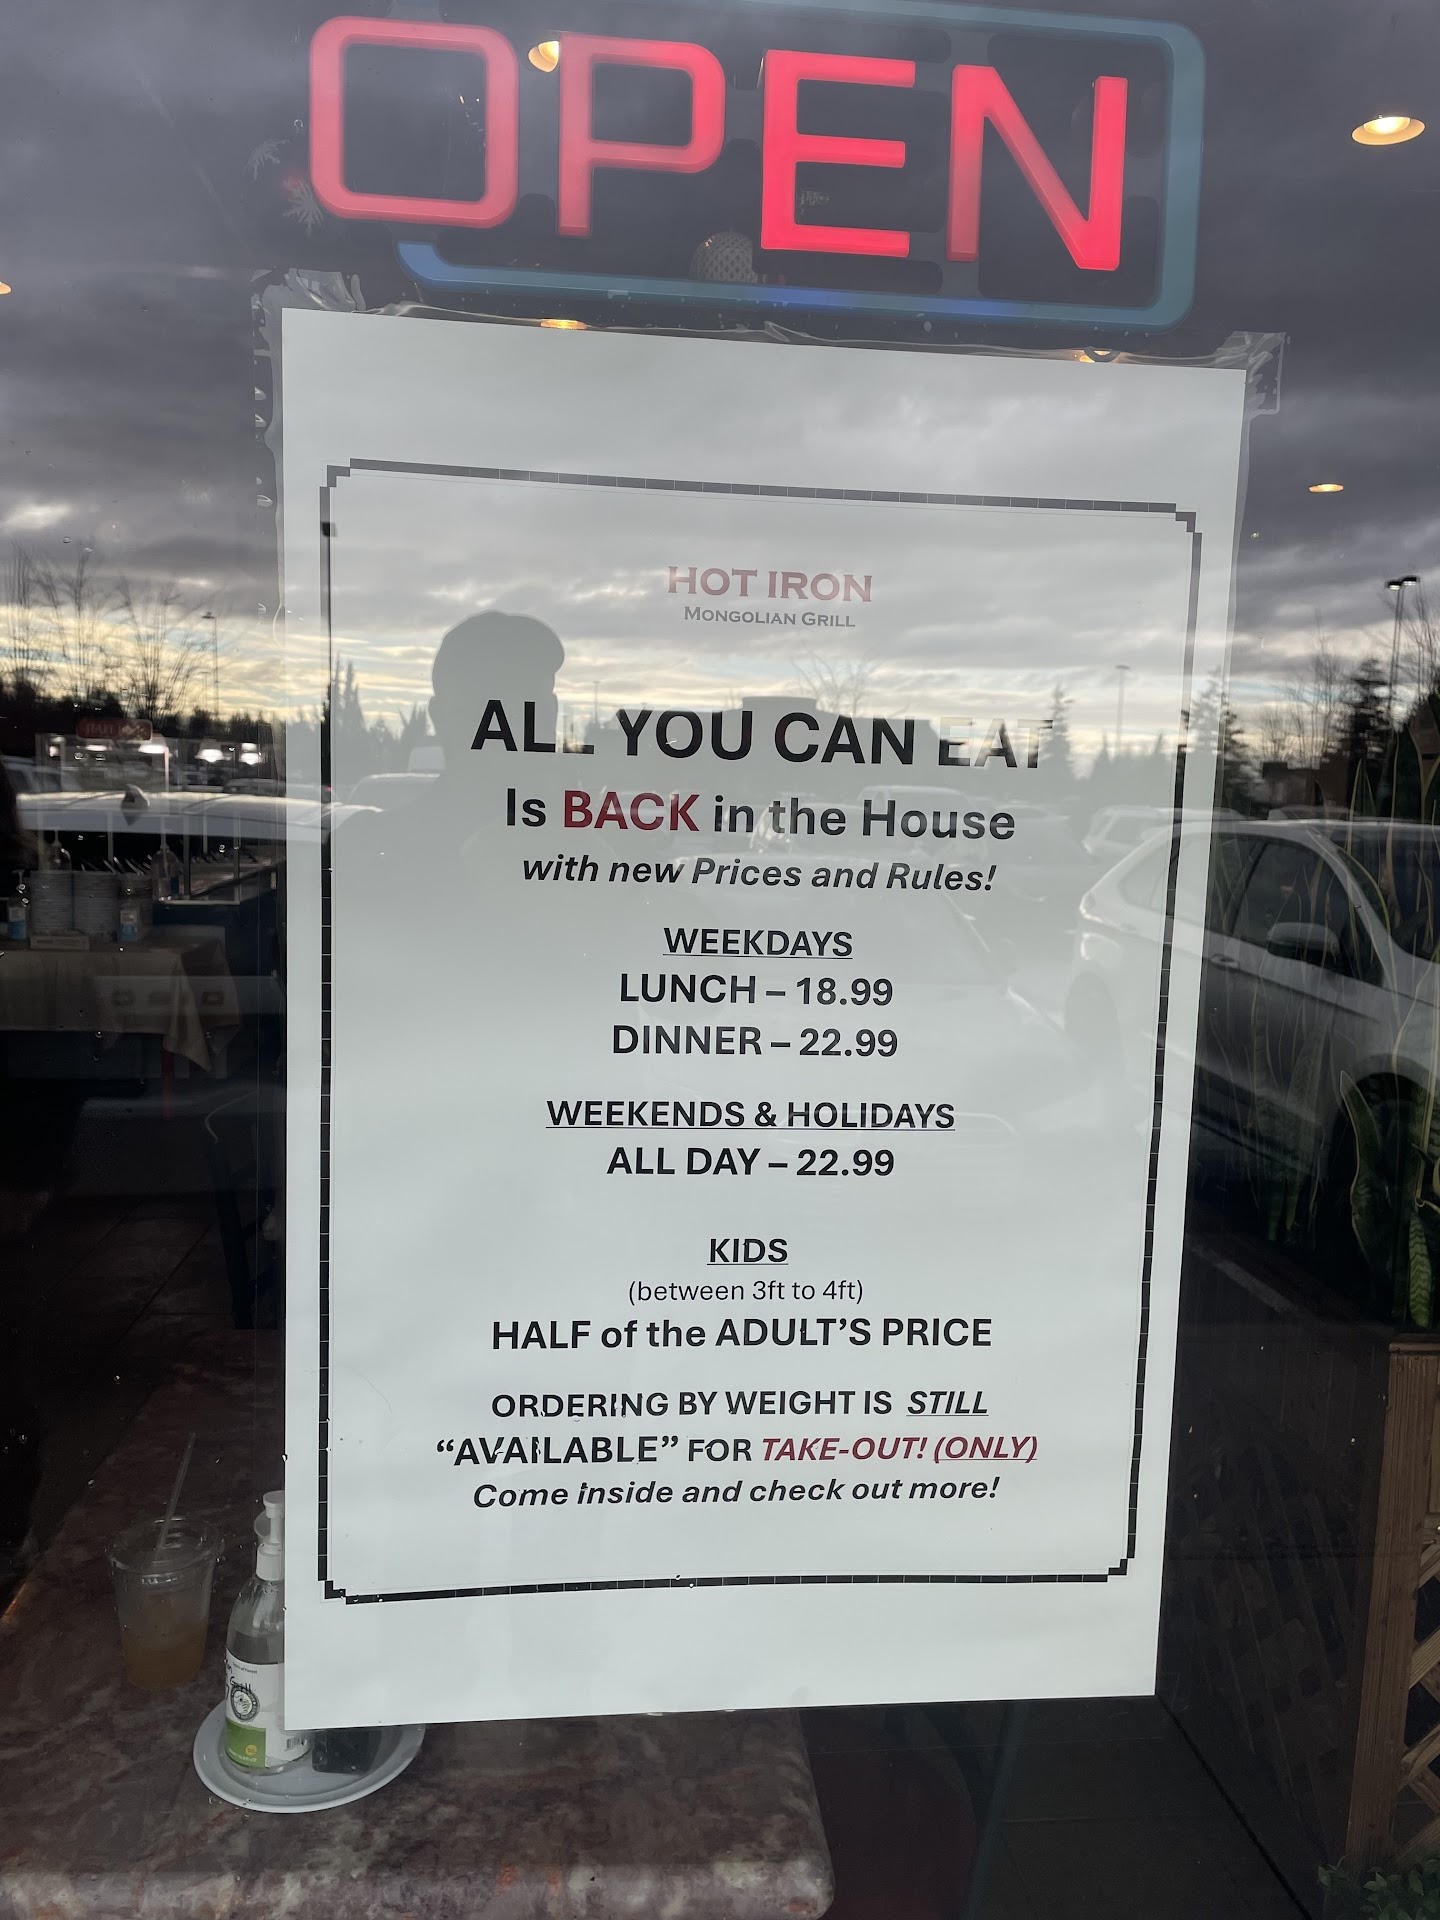 OPEN
HOT IRON
MONGOLIAN GRILL
ALL YOU CAN EAT
Is BACK in the House
with new Prices and Rules!
WEEKDAYS
LUNCH – 18.99
DINNER – 22.99
WEEKENDS & HOLIDAYS
ALL DAY – 22.99
KIDS
(between 3ft to 4ft)
HALF of the ADULT’S PRICE
ORDERING BY WEIGHT IS STILL
“AVAILABLE” FOR TAKE-OUT! (ONLY)
Come inside and check out more!